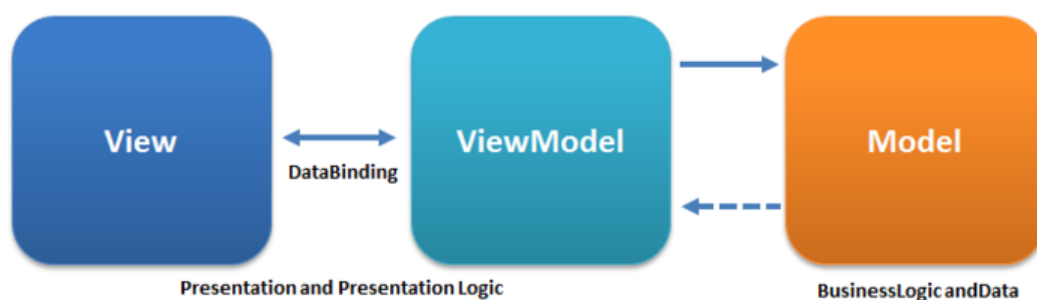 View
ViewModel
Model
DataBinding
Presentation and Presentation Logic
BusinessLogic andData